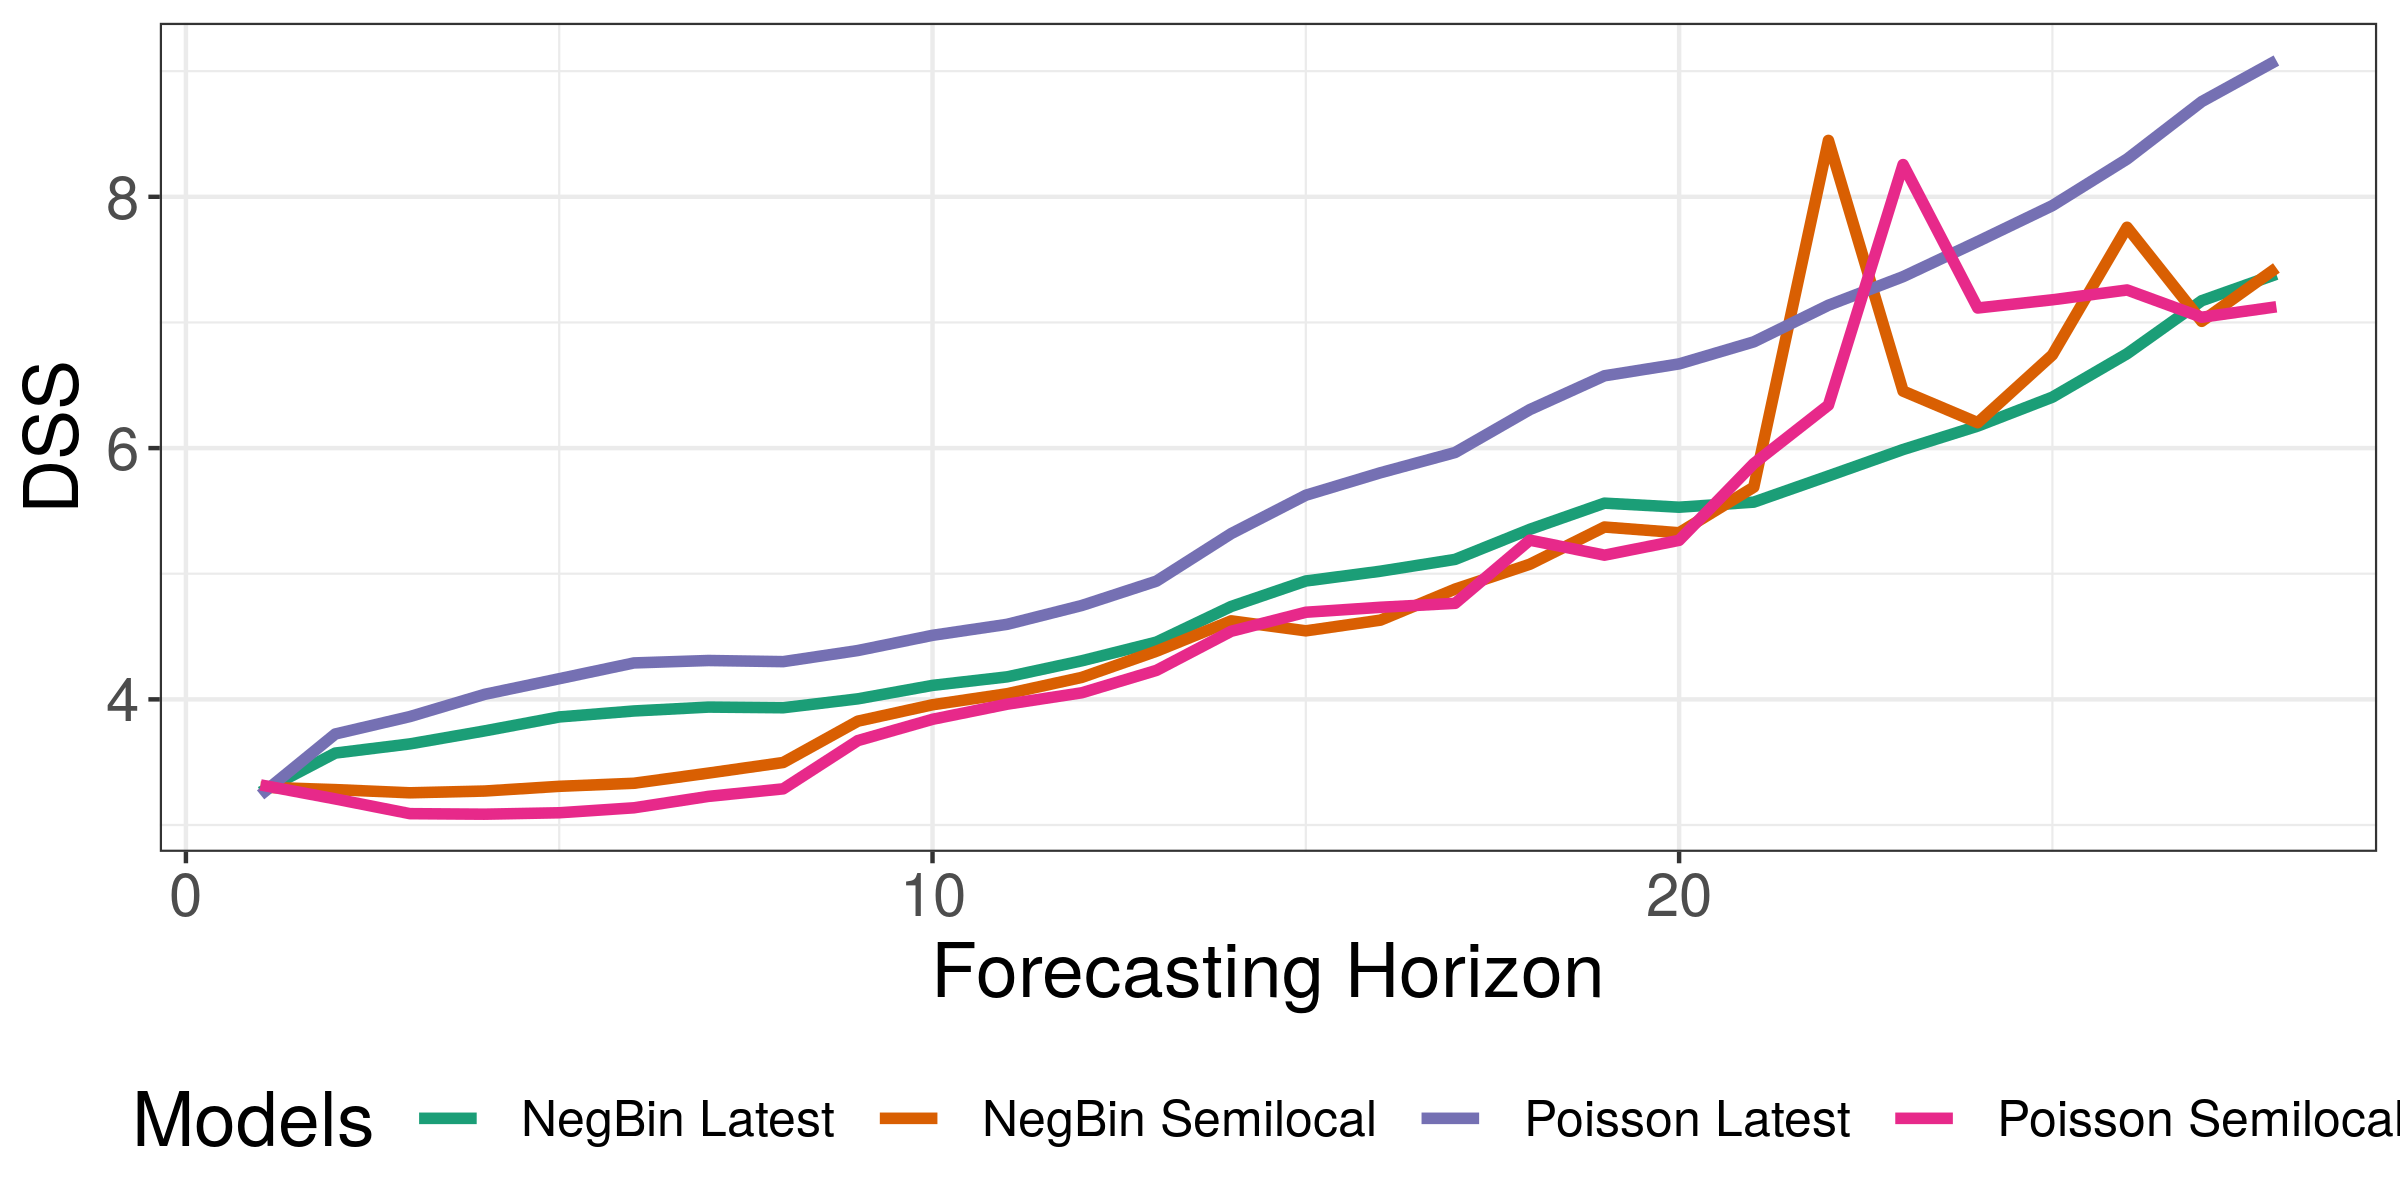 DSS
8
6
4
0 10 20
Forecasting Horizon
Models NegBin Latest NegBin Semilocal Poisson Latest Poisson Semilocal